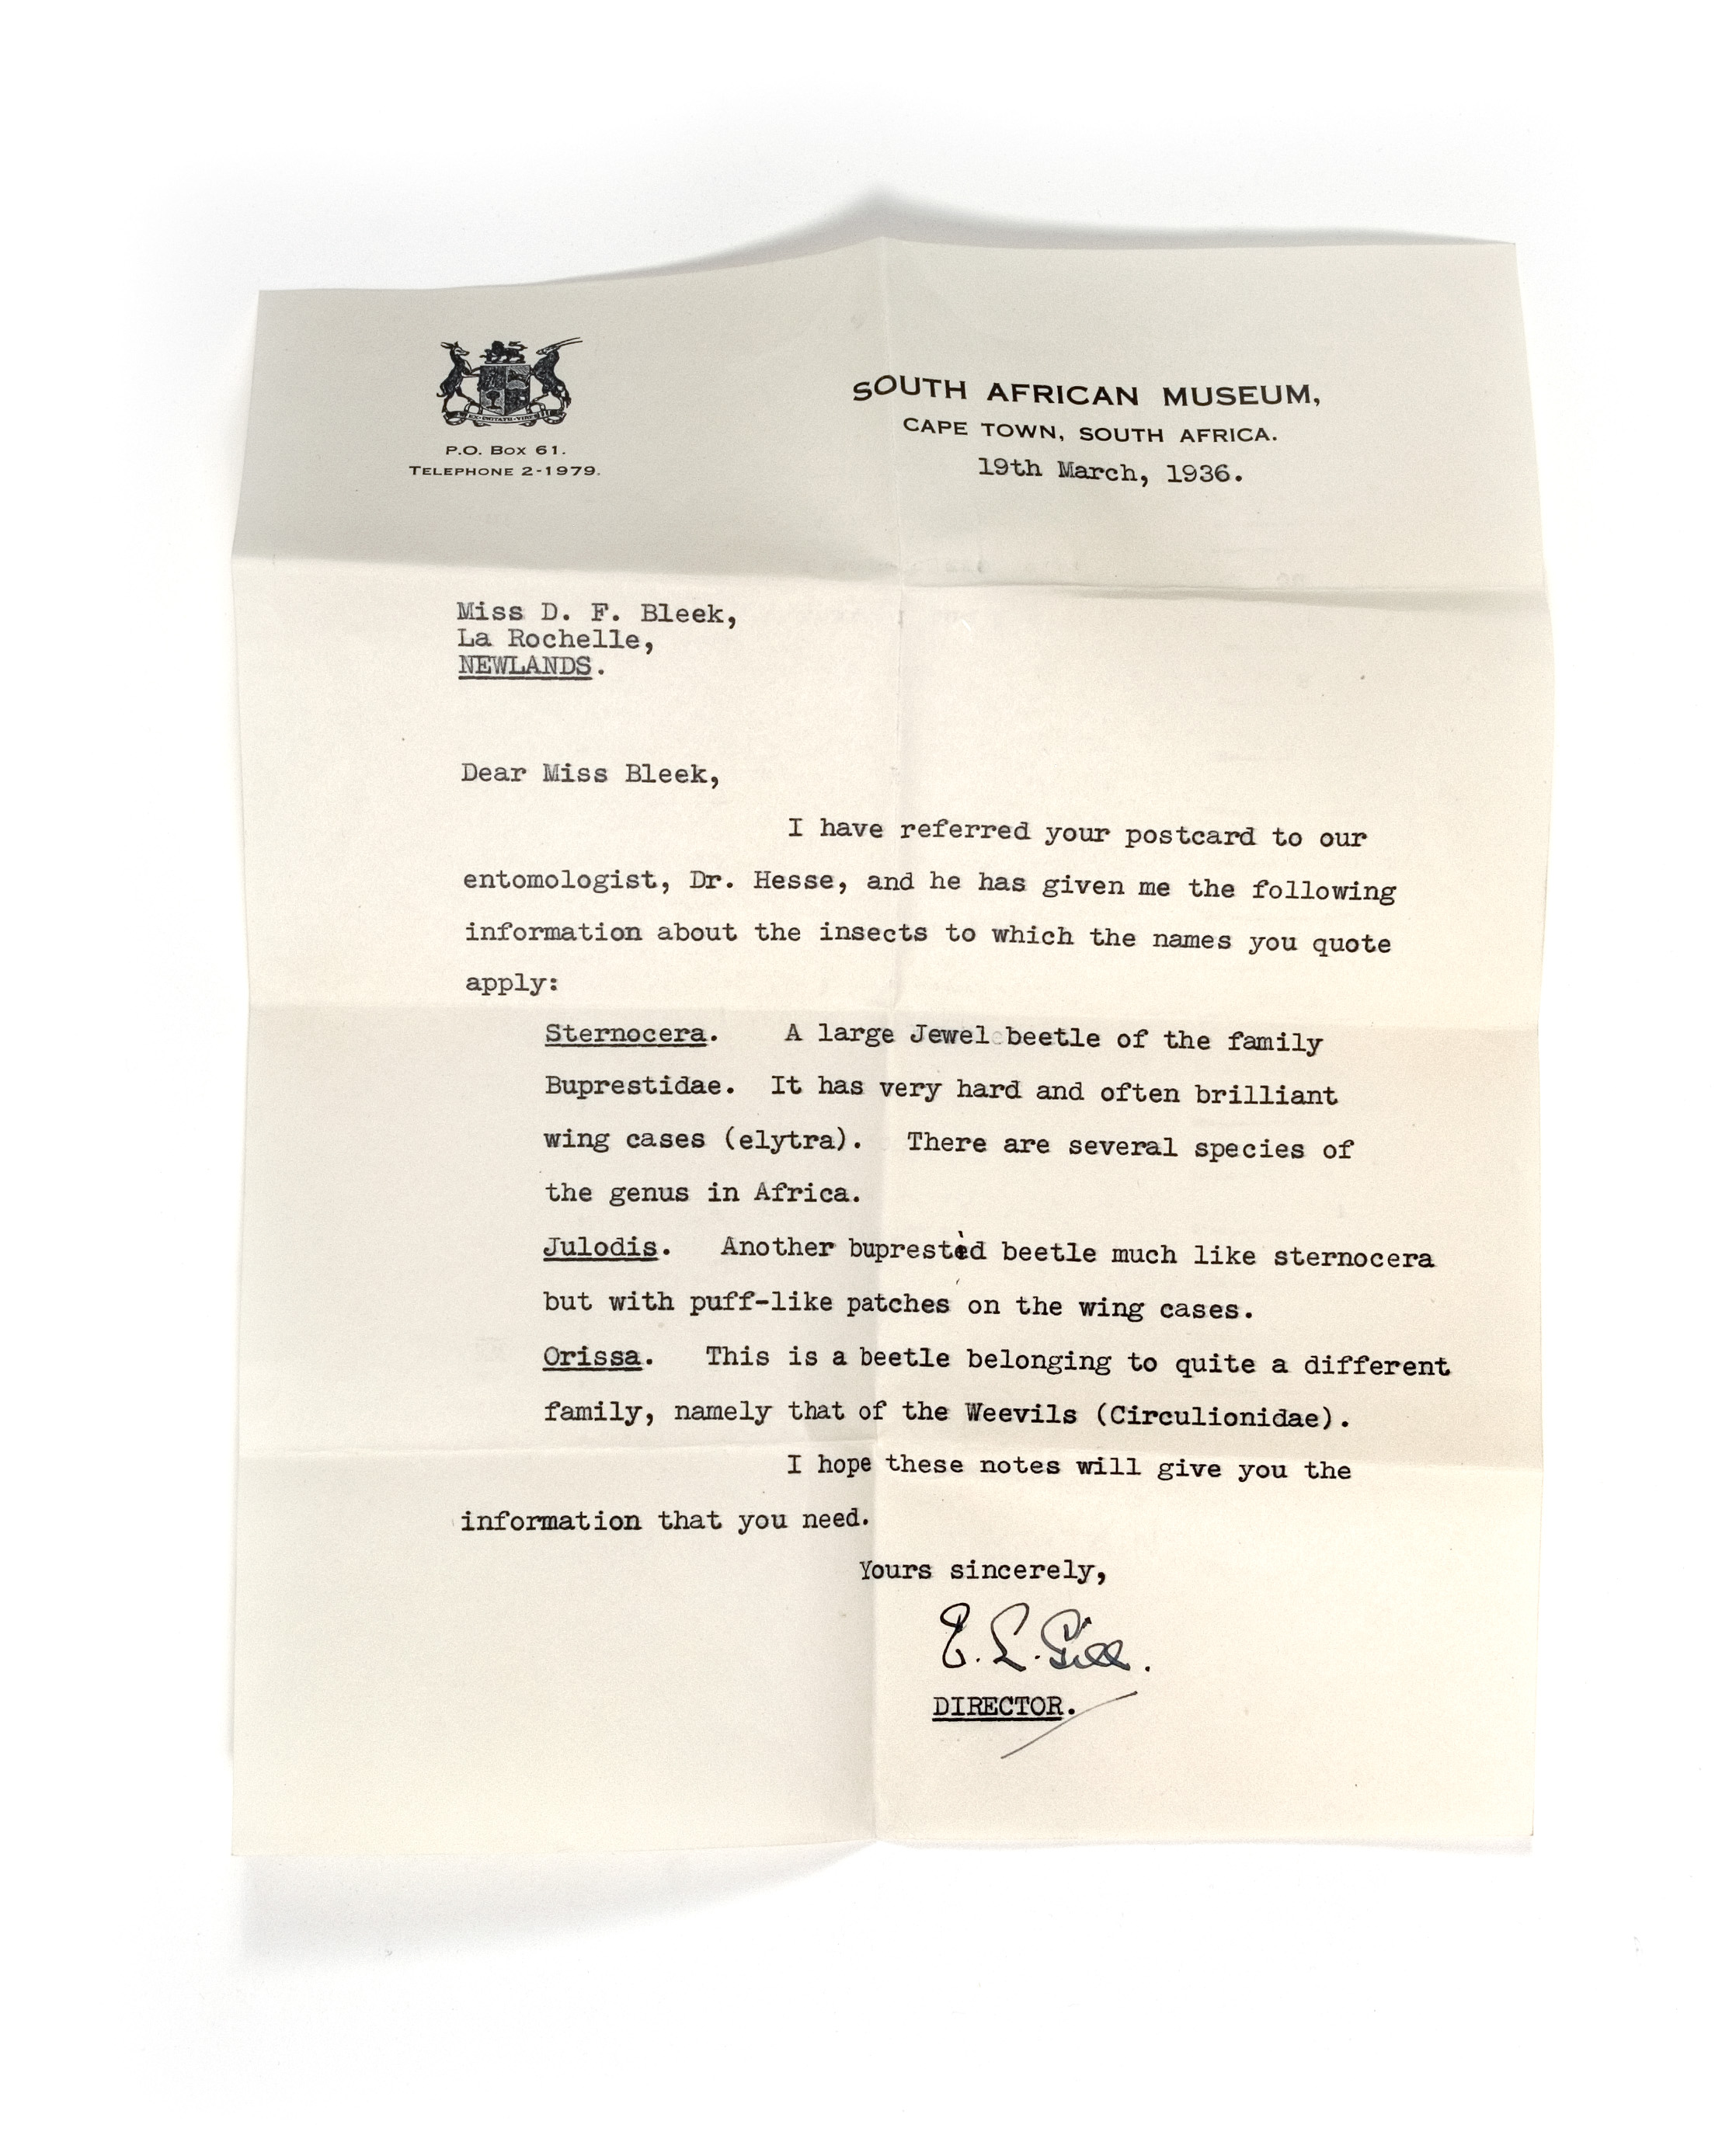 EX·UNITATE·VIRES
P.O. Box 61.
TELEPHONE 2-1979.
SOUTH AFRICAN MUSEUM,
CAPE TOWN, SOUTH AFRICA.
19th March, 1936.
Miss D. F. Bleek,
La Rochelle,
NEWLANDS.
Dear Miss Bleek,
I have referred your postcard to our
entomologist, Dr. Hesse, and he has given me the following
information about the insects to which the names you quote
apply:
Sternocera. A large Jewel beetle of the family
Buprestidae. It has very hard and often brilliant
wing cases (elytra). There are several species of
the genus in Africa.
Julodis. Another buprestid beetle much like sternocera
but with puff-like patches on the wing cases.
Orissa. This is a beetle belonging to quite a different
family, namely that of the Weevils (Circulionidae).
I hope these notes will give you the
information that you need.
Yours sincerely,
E. L. Gill.
DIRECTOR.